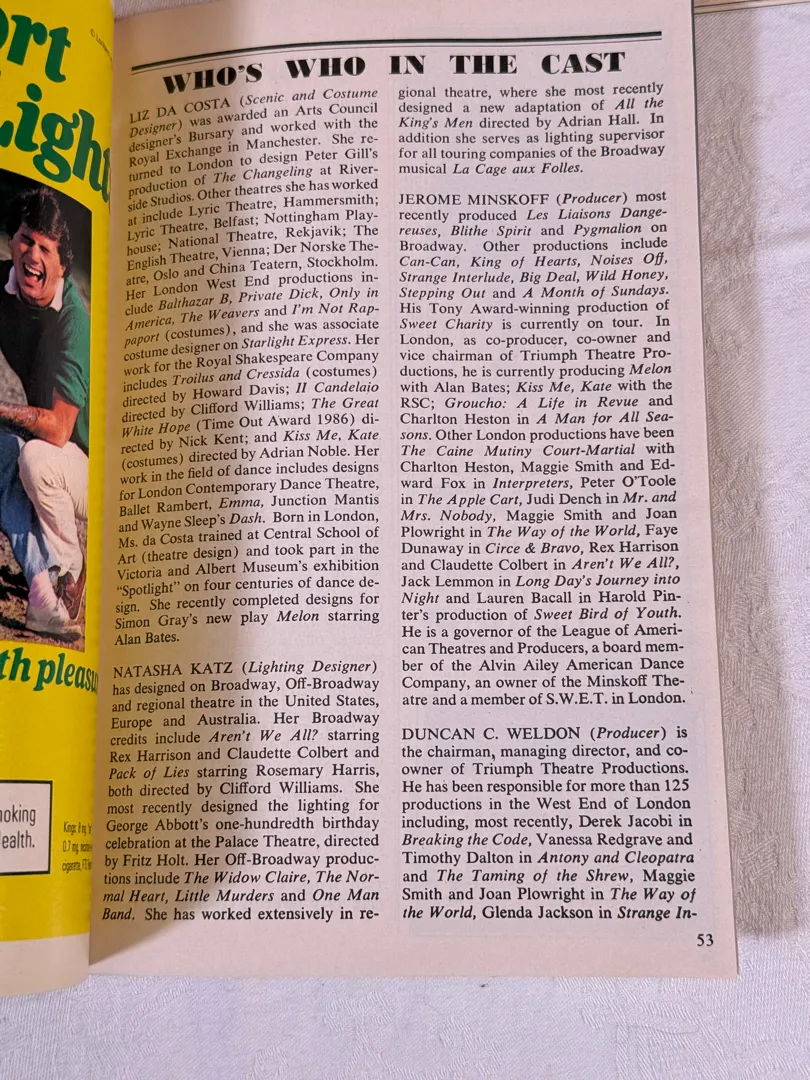 ort
Light
WHO'S WHO IN THE CAST
LIZ DA COSTA (Scenic and Costume
Designer) was awarded an Arts Council
designer's Bursary and worked with the
Royal Exchange in Manchester. She re-
turned to London to design Peter Gill's
production of The Changeling at River-
side Studios. Other theatres she has worked
at include Lyric Theatre, Hammersmith;
Lyric Theatre, Belfast; Nottingham Play-
house; National Theatre, Rekjavik; The
English Theatre, Vienna; Der Norske The-
atre, Oslo and China Teatern, Stockholm.
Her London West End productions in-
clude Balthazar B, Private Dick, Only in
America, The Weavers and I'm Not Rap-
paport (costumes), and she was associate
costume designer on Starlight Express. Her
work for the Royal Shakespeare Company
includes Troilus and Cressida (costumes)
directed by Howard Davis; II Candelaio
directed by Clifford Williams; The Great
White Hope (Time Out Award 1986) di-
rected by Nick Kent; and Kiss Me, Kate
(costumes) directed by Adrian Noble. Her
work in the field of dance includes designs
for London Contemporary Dance Theatre,
Ballet Rambert, Emma, Junction Mantis
and Wayne Sleep's Dash. Born in London,
Ms. da Costa trained at Central School of
Art (theatre design) and took part in the
Victoria and Albert Museum's exhibition
"Spotlight" on four centuries of dance de-
sign. She recently completed designs for
Simon Gray's new play Melon starring
Alan Bates.
NATASHA KATZ (Lighting Designer)
has designed on Broadway, Off-Broadway
and regional theatre in the United States,
Europe and Australia. Her Broadway
credits include Aren't We All? starring
Rex Harrison and Claudette Colbert and
Pack of Lies starring Rosemary Harris,
both directed by Clifford Williams. She
most recently designed the lighting for
George Abbott's one-hundredth birthday
celebration at the Palace Theatre, directed
by Fritz Holt. Her Off-Broadway produc-
tions include The Widow Claire, The Nor-
mal Heart, Little Murders and One Man
Band. She has worked extensively in re-
gional theatre, where she most recently
designed a new adaptation of All the
King's Men directed by Adrian Hall. In
addition she serves as lighting supervisor
for all touring companies of the Broadway
musical La Cage aux Folles.
JEROME MINSKOFF (Producer) most
recently produced Les Liaisons Dange-
reuses, Blithe Spirit and Pygmalion on
Broadway. Other productions include
Can-Can, King of Hearts, Noises Off,
Strange Interlude, Big Deal, Wild Honey,
Stepping Out and A Month of Sundays.
His Tony Award-winning production of
Sweet Charity is currently on tour. In
London, as co-producer, co-owner and
vice chairman of Triumph Theatre Pro-
ductions, he is currently producing Melon
with Alan Bates; Kiss Me, Kate with the
RSC; Groucho: A Life in Revue and
Charlton Heston in A Man for All Sea-
sons. Other London productions have been
The Caine Mutiny Court-Martial with
Charlton Heston, Maggie Smith and Ed-
ward Fox in Interpreters, Peter O'Toole
in The Apple Cart, Judi Dench in Mr. and
Mrs. Nobody, Maggie Smith and Joan
Plowright in The Way of the World, Faye
Dunaway in Circe & Bravo, Rex Harrison
and Claudette Colbert in Aren't We All?,
Jack Lemmon in Long Day's Journey into
Night and Lauren Bacall in Harold Pin-
ter's production of Sweet Bird of Youth.
He is a governor of the League of Ameri-
can Theatres and Producers, a board mem-
ber of the Alvin Ailey American Dance
Company, an owner of the Minskoff The-
atre and a member of S.W.E.T. in London.
DUNCAN C. WELDON (Producer) is
the chairman, managing director, and co-
owner of Triumph Theatre Productions.
He has been responsible for more than 125
productions in the West End of London
including, most recently, Derek Jacobi in
Breaking the Code, Vanessa Redgrave and
Timothy Dalton in Antony and Cleopatra
and The Taming of the Shrew, Maggie
Smith and Joan Plowright in The Way of
the World, Glenda Jackson in Strange In-
53
th pleasu
moking
ealth.
Kings: 8 mg
0.7 mg.
cigarette,